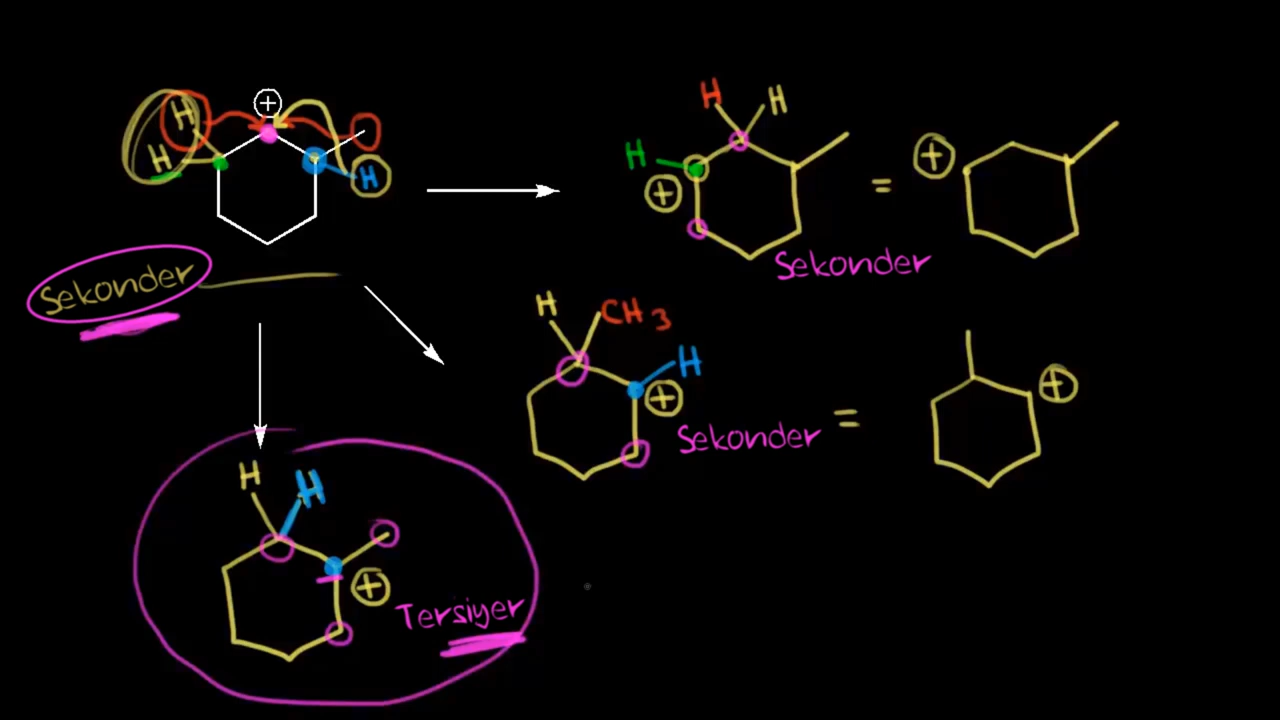 ⊕
H
H
H
Sekonder
H
H
H
⊕
=
⊕
Sekonder
H
CH3
H
⊕
Sekonder
=
⊕
H
H
⊕
Tersiyer